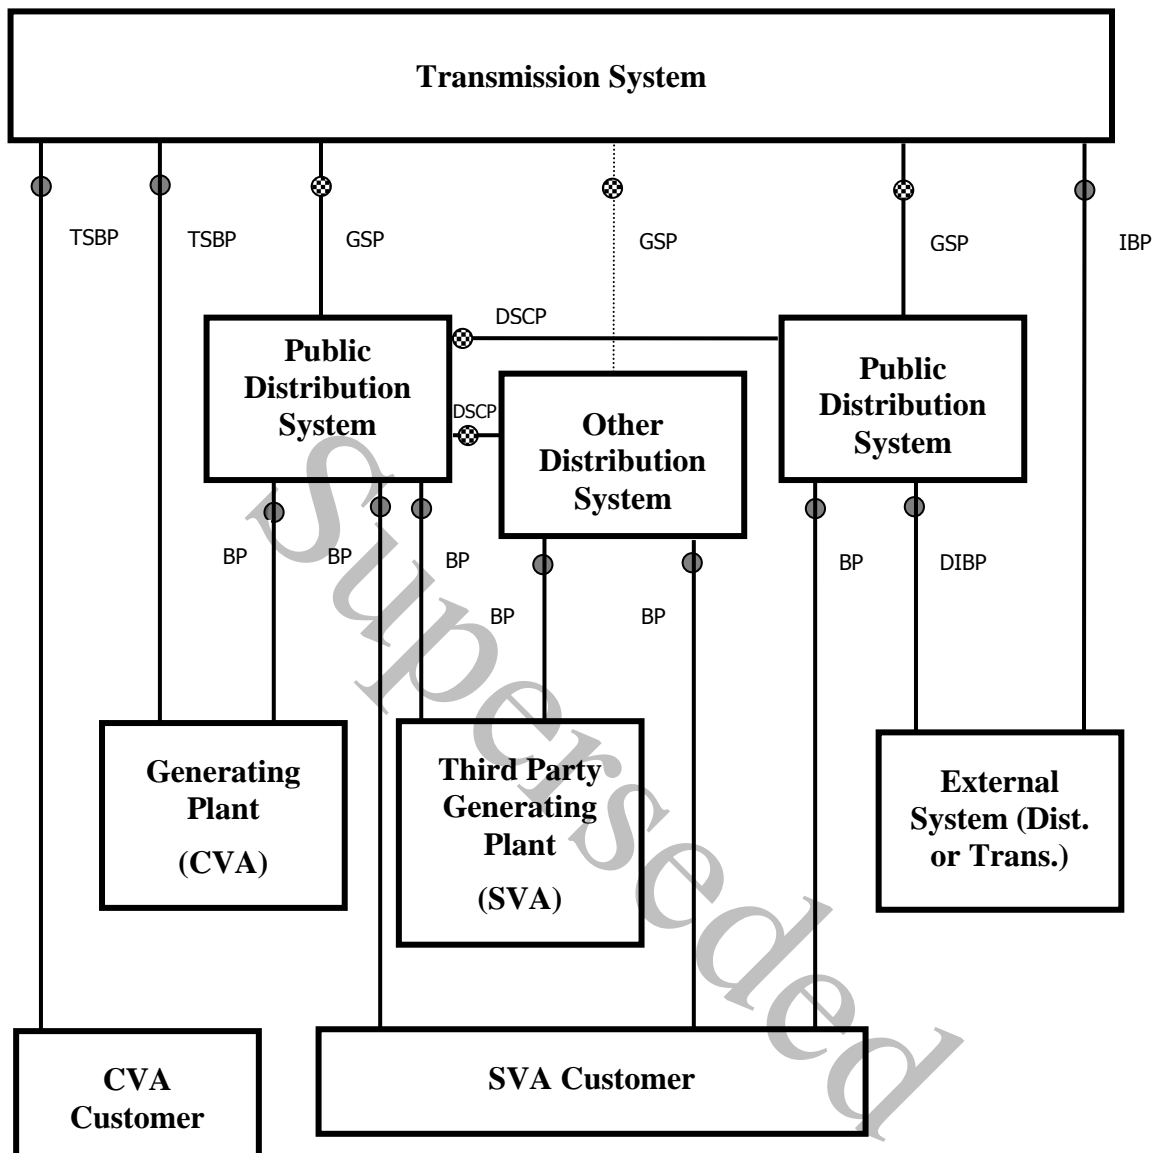 Transmission System
TSBP
TSBP
GSP
GSP
GSP
IBP
DSCP
Public
Distribution
System
DSCP
Other
Distribution
System
Public
Distribution
System
BP
BP
BP
BP
BP
BP
DIBP
Generating
Plant
(CVA)
Third Party
Generating
Plant
(SVA)
External
System (Dist.
or Trans.)
CVA
Customer
SVA Customer
Superseded